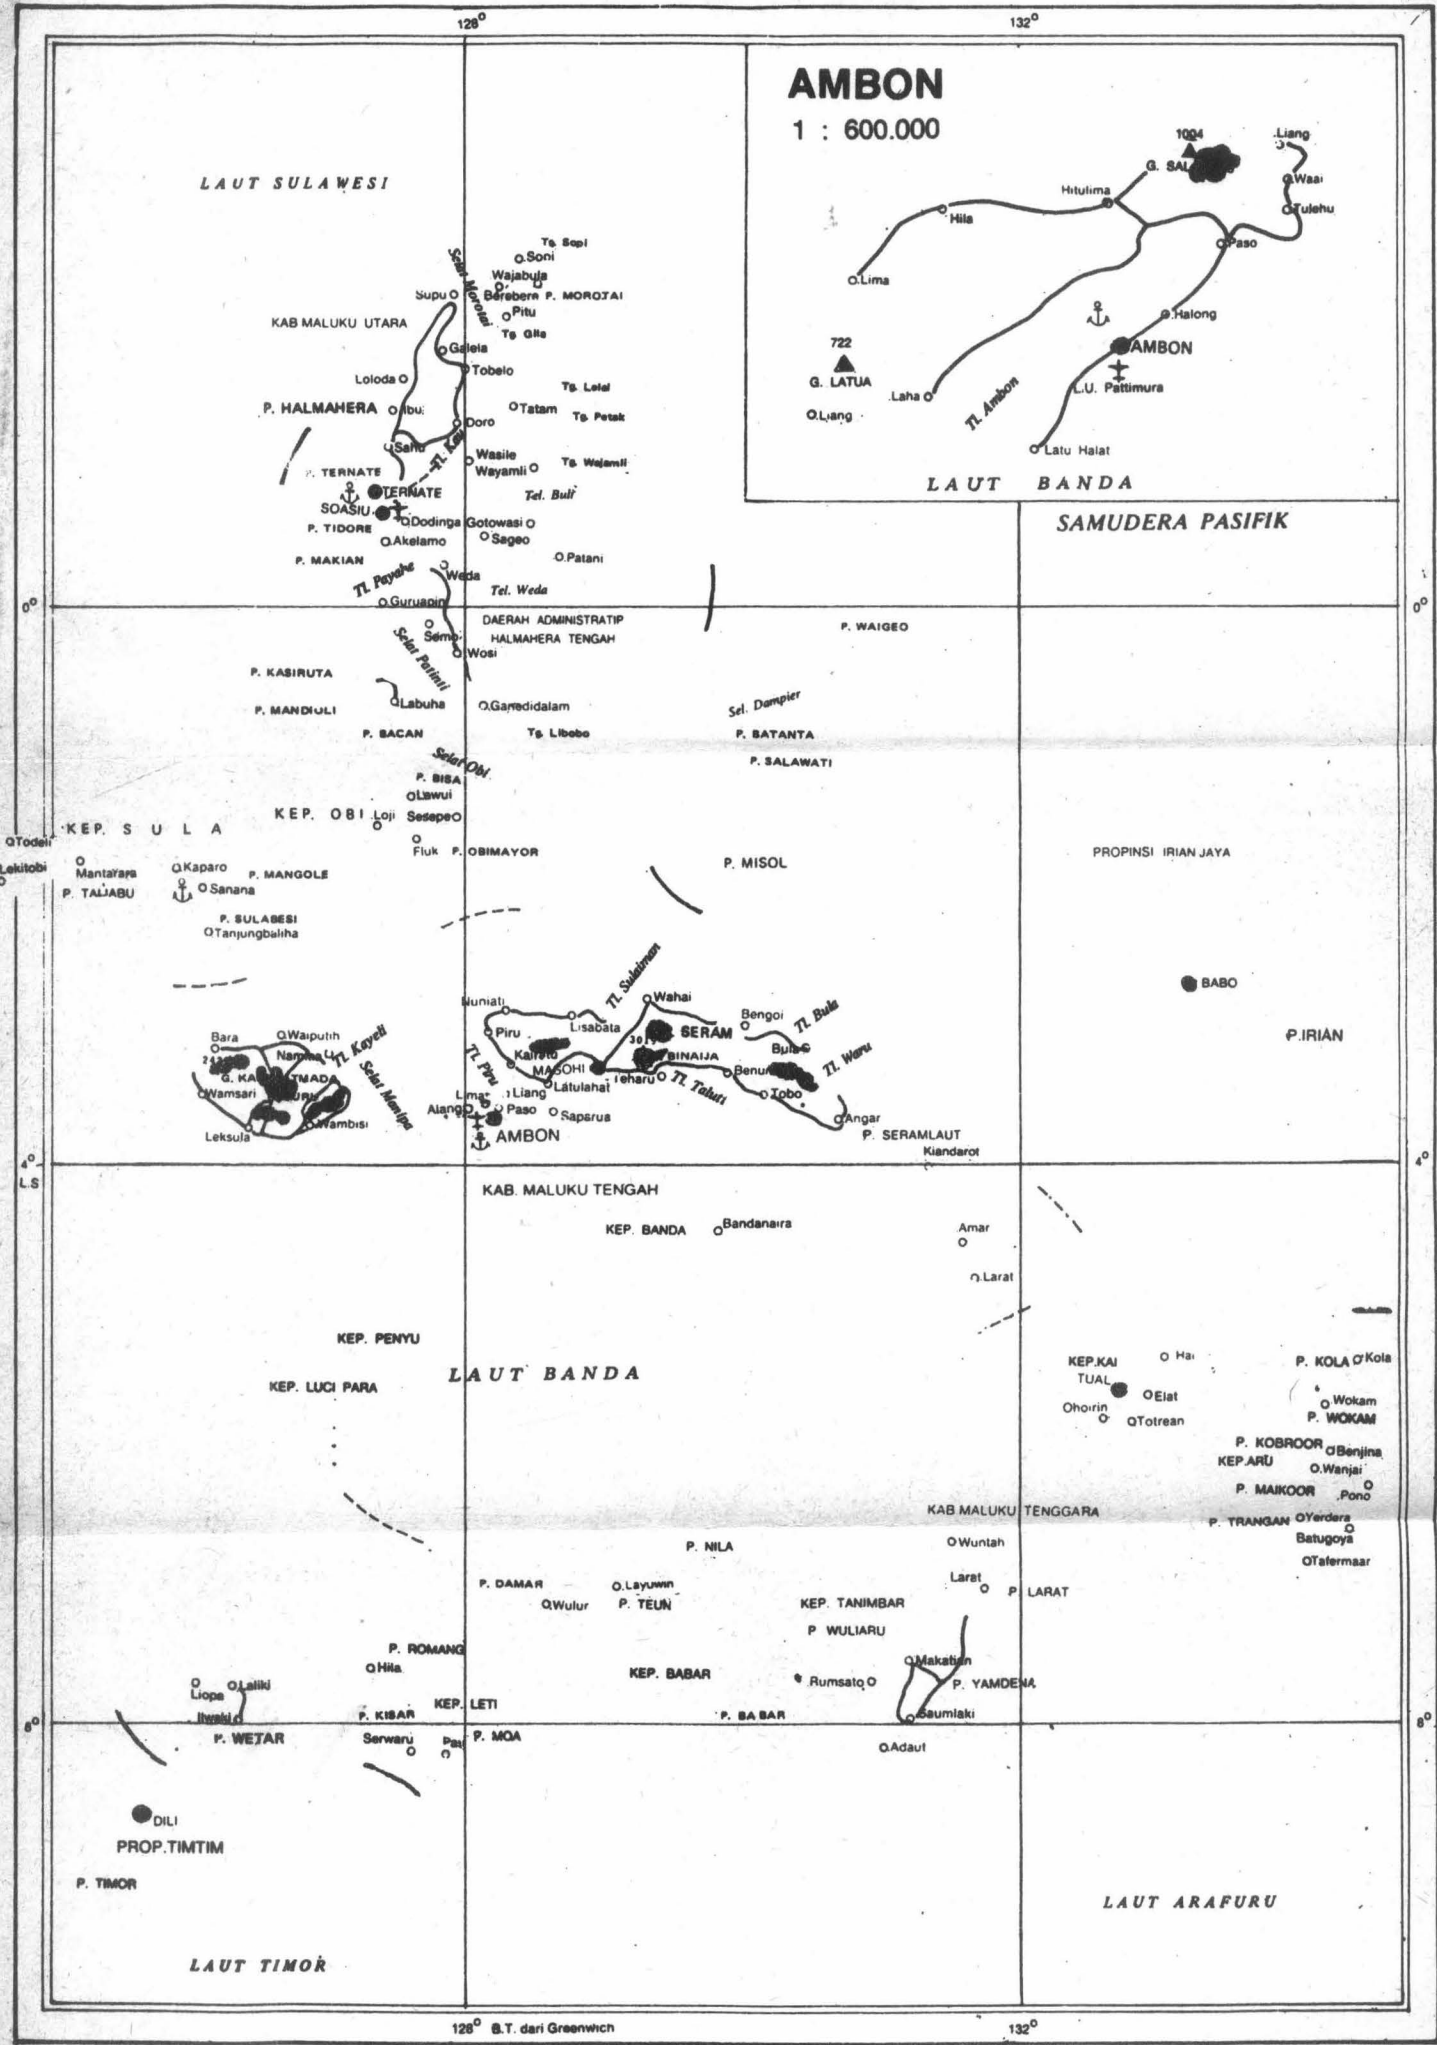 128°
132°
AMBON
1 : 600.000
1004
G. SAL
Liang
Waai
Tulehu
Hitulima
Hila
Paso
Lima
Halong
722
G. LATUA
AMBON
L.U. Pattimura
Laha
Tl. Ambon
Liang
Latu Halat
LAUT BANDA
SAMUDERA PASIFIK
LAUT SULAWESI
Tg. Sopi
Soni
Selat Morotai
Wajabula
Supu
Berebere P. MOROTAI
Pitu
KAB MALUKU UTARA
Tg Gila
Galela
Tobelo
Loloda
Tg. Lelai
P. HALMAHERA
Ibu
Tatam
Tg. Petak
Doro
Sahu
Tl. Kau
Wasile
Wayamli
Tg. Wajamli
P. TERNATE
TERNATE
Tel. Buli
SOASIU
P. TIDORE
Dodinga
Gotowasi
Akelamo
Sageo
P. MAKIAN
Patani
Tl. Payahe
Weda
Tel. Weda
Guruapin
0°
0°
DAERAH ADMINISTRATIP
HALMAHERA TENGAH
P. WAIGEO
Semo
Selat Patinti
Wosi
P. KASIRUTA
Labuha
Ganedidalam
Sel. Dampier
P. MANDIOLI
P. BACAN
Tg. Libobo
P. BATANTA
Selat Obi
P. SALAWATI
P. BISA
Lawui
KEP. OBI
Loji
Sesepe
KEP. SULA
Todeli
Fluk
P. OBIMAYOR
Lekitobi
Mantarara
Kaparo
P. MANGOLE
P. MISOL
PROPINSI IRIAN JAYA
P. TALIABU
Sanana
P. SULABESI
Tanjungbaliha
Tl. Sulaiman
BABO
Nuniali
Wahai
Lisabata
Bengoi
Tl. Bula
Piru
SERAM
P.IRIAN
Bara
Waiputih
Tl. Kayeli
Kairatu
BINAIJA
Bula
Tl. Waru
Tl. Piru
MASOHI
Benur
Selat Manipa
Latulahat
Teharu
Tl. Taluti
Tobo
Wamsari
Lima
Liang
Alang
Paso
Saparua
Angar
Leksula
Wambisi
AMBON
P. SERAMLAUT
Kiandarot
4°
L.S
4°
KAB. MALUKU TENGAH
KEP. BANDA
Bandanaira
Amar
Larat
KEP. PENYU
LAUT BANDA
KEP. LUCI PARA
KEP.KAI
TUAL
Hai
P. KOLA
Kola
Elat
Wokam
Ohoirin
Totrean
P. WOKAM
P. KOBROOR
Benjina
KEP.ARU
Wanjai
P. MAIKOOR
Pono
KAB MALUKU TENGGARA
P. TRANGAN
Yerdera
Batugoya
Wuntah
Tafermaar
P. NILA
P. DAMAR
Layuwin
Larat
P. LARAT
Wulur
P. TEUN
KEP. TANIMBAR
P WULIARU
P. ROMANG
Hila
KEP. BABAR
Makatian
Rumsato
P. YAMDENA
Liopa
Laliki
KEP. LETI
Ilwaki
P. KISAR
P. BABAR
Saumlaki
8°
8°
P. WETAR
Serwaru
Pau
P. MOA
Adaut
DILI
PROP.TIMTIM
P. TIMOR
LAUT ARAFURU
LAUT TIMOR
128°
B.T. dari Greenwich
132°